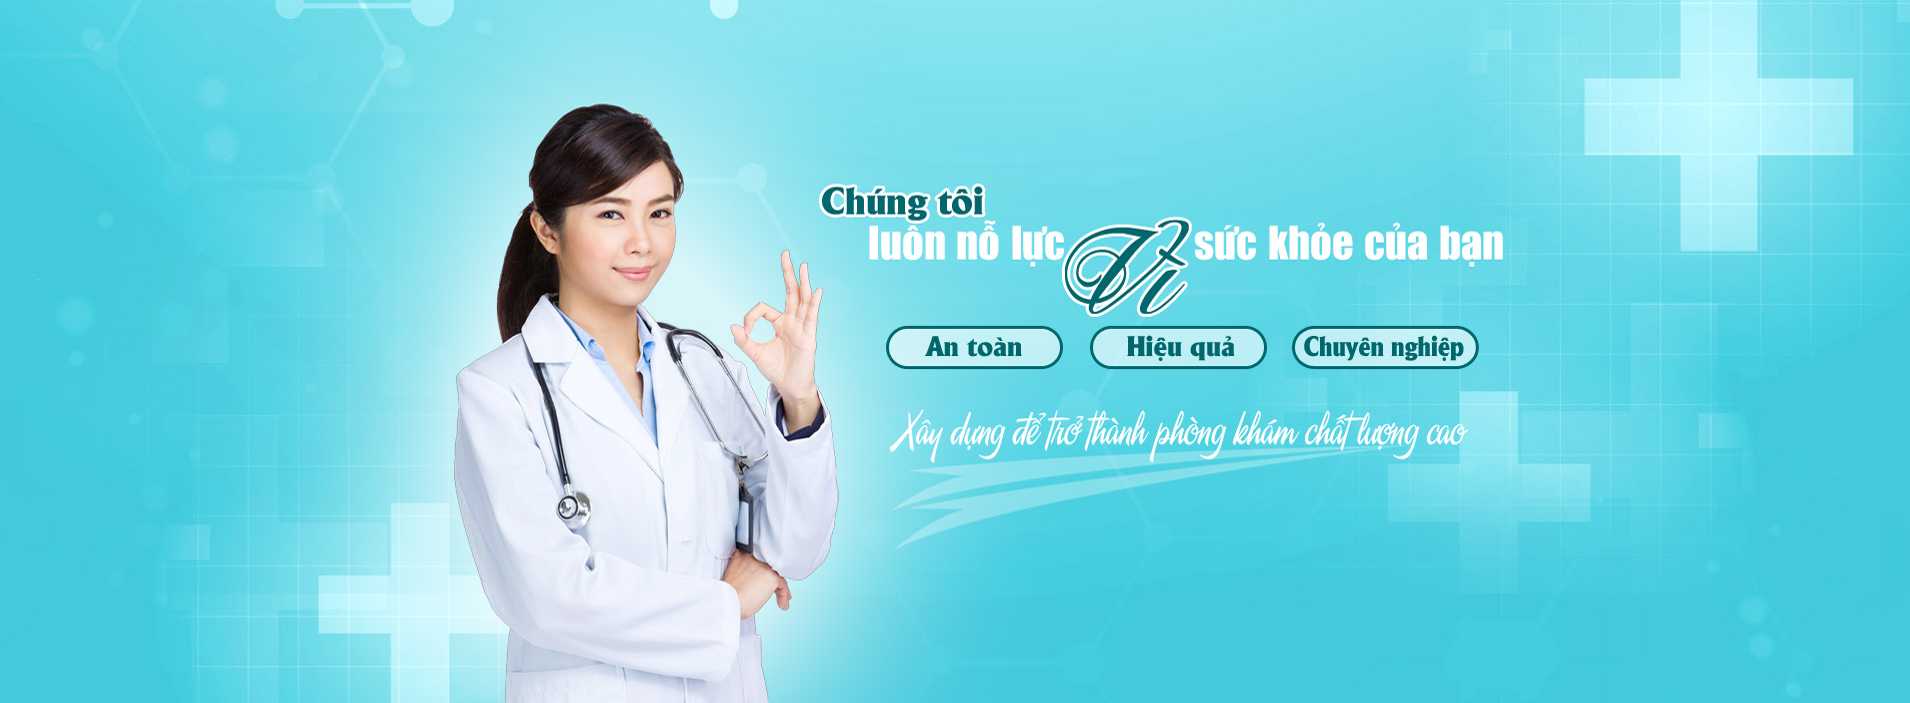 Chúng tôi
luôn nỗ lực Vì sức khỏe của bạn
An toàn Hiệu quả Chuyên nghiệp
Xây dựng để trở thành phòng khám chất lượng cao